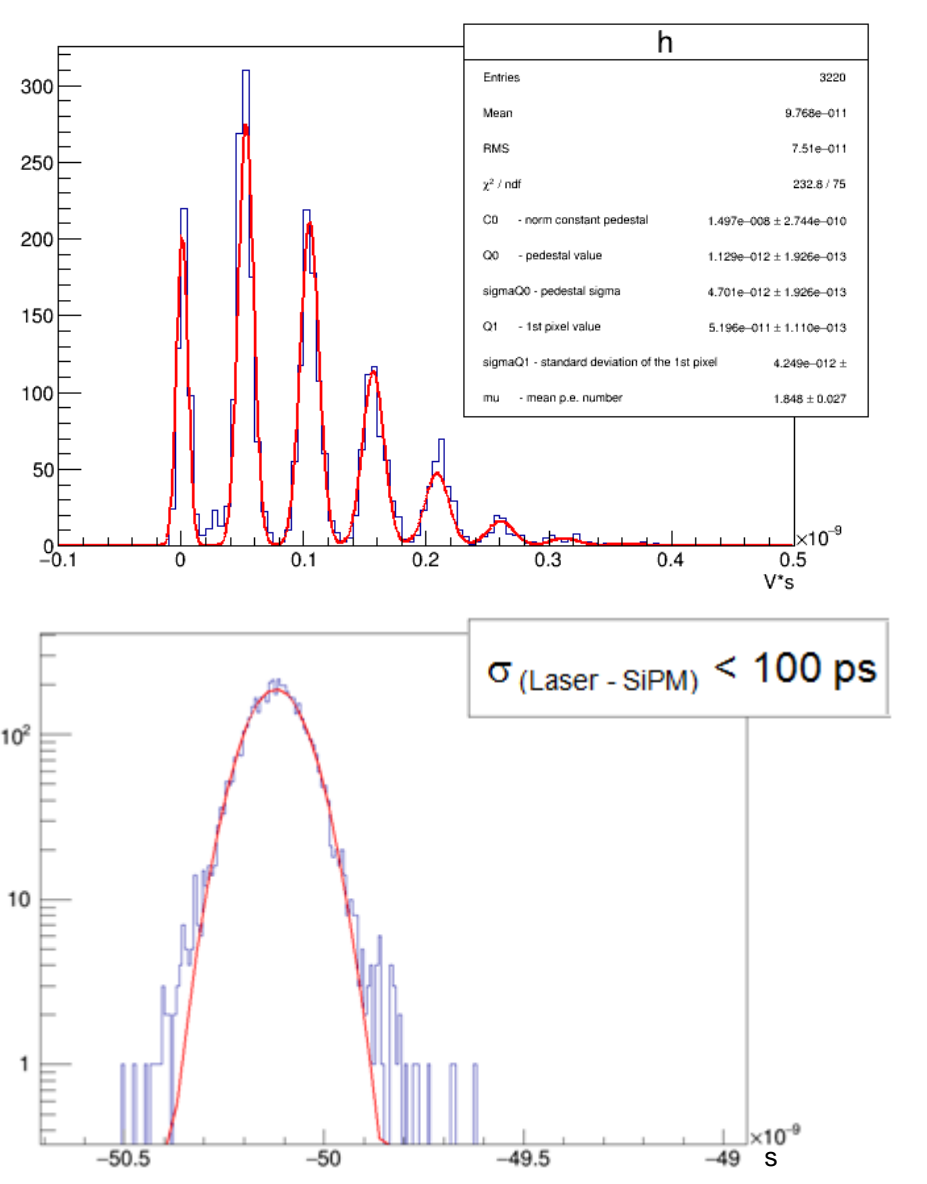 h
Entries 3220
Mean 9.768e−011
RMS 7.51e−011
χ² / ndf 232.8 / 75
C0 - norm constant pedestal 1.497e−008 ± 2.744e−010
Q0 - pedestal value 1.129e−012 ± 1.926e−013
sigmaQ0 - pedestal sigma 4.701e−012 ± 1.926e−013
Q1 - 1st pixel value 5.196e−011 ± 1.110e−013
sigmaQ1 - standard deviation of the 1st pixel 4.249e−012 ±
mu - mean p.e. number 1.848 ± 0.027
300
250
200
150
100
50
0
−0.1 0 0.1 0.2 0.3 0.4 0.5
×10⁻⁹
V*s
σ (Laser - SiPM) < 100 ps
10²
10
1
−50.5 −50 −49.5 −49
×10⁻⁹
s